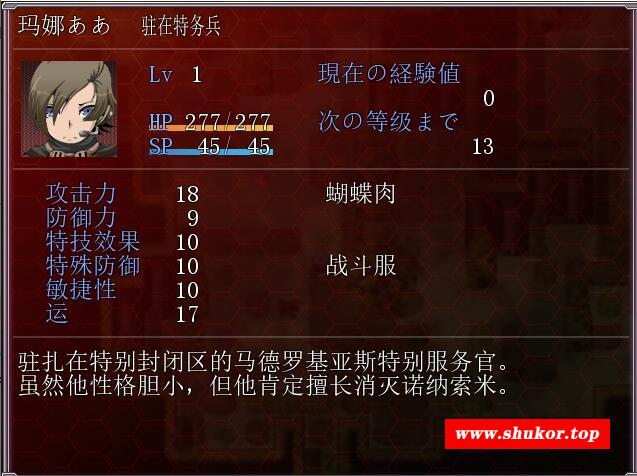 玛娜ぁぁ 驻在特务兵
Lv 1 現在の経験値
0
HP 277/277 次の等级まで
SP 45/ 45 13
攻击力 18 蝴蝶肉
防御力 9
特技效果 10
特殊防御 10 战斗服
敏捷性 10
运 17
驻扎在特别封闭区的马德罗基亚斯特别服务官。
虽然他性格胆小，但他肯定擅长消灭诺纳索米。
www.shukor.top